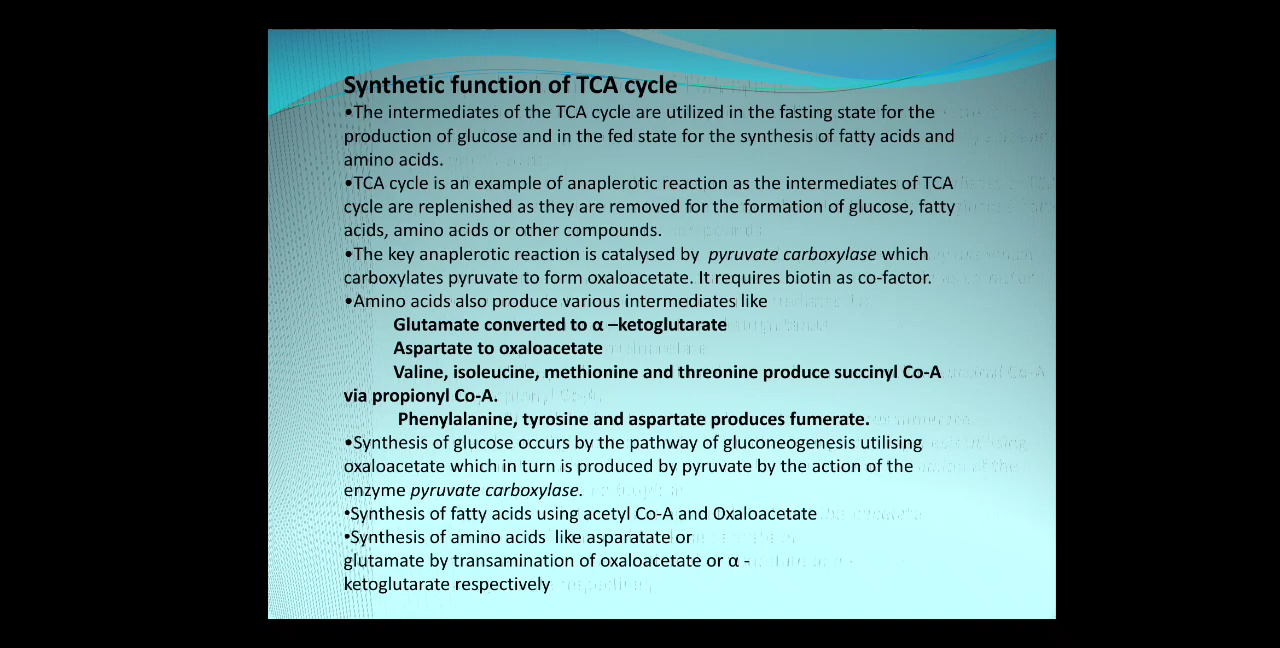 Synthetic function of TCA cycle
•The intermediates of the TCA cycle are utilized in the fasting state for the
production of glucose and in the fed state for the synthesis of fatty acids and
amino acids.
•TCA cycle is an example of anaplerotic reaction as the intermediates of TCA
cycle are replenished as they are removed for the formation of glucose, fatty
acids, amino acids or other compounds.
•The key anaplerotic reaction is catalysed by pyruvate carboxylase which
carboxylates pyruvate to form oxaloacetate. It requires biotin as co-factor.
•Amino acids also produce various intermediates like
Glutamate converted to α –ketoglutarate
Aspartate to oxaloacetate
Valine, isoleucine, methionine and threonine produce succinyl Co-A
via propionyl Co-A.
Phenylalanine, tyrosine and aspartate produces fumerate.
•Synthesis of glucose occurs by the pathway of gluconeogenesis utilising
oxaloacetate which in turn is produced by pyruvate by the action of the
enzyme pyruvate carboxylase.
•Synthesis of fatty acids using acetyl Co-A and Oxaloacetate
•Synthesis of amino acids like asparatate or
glutamate by transamination of oxaloacetate or α -
ketoglutarate respectively